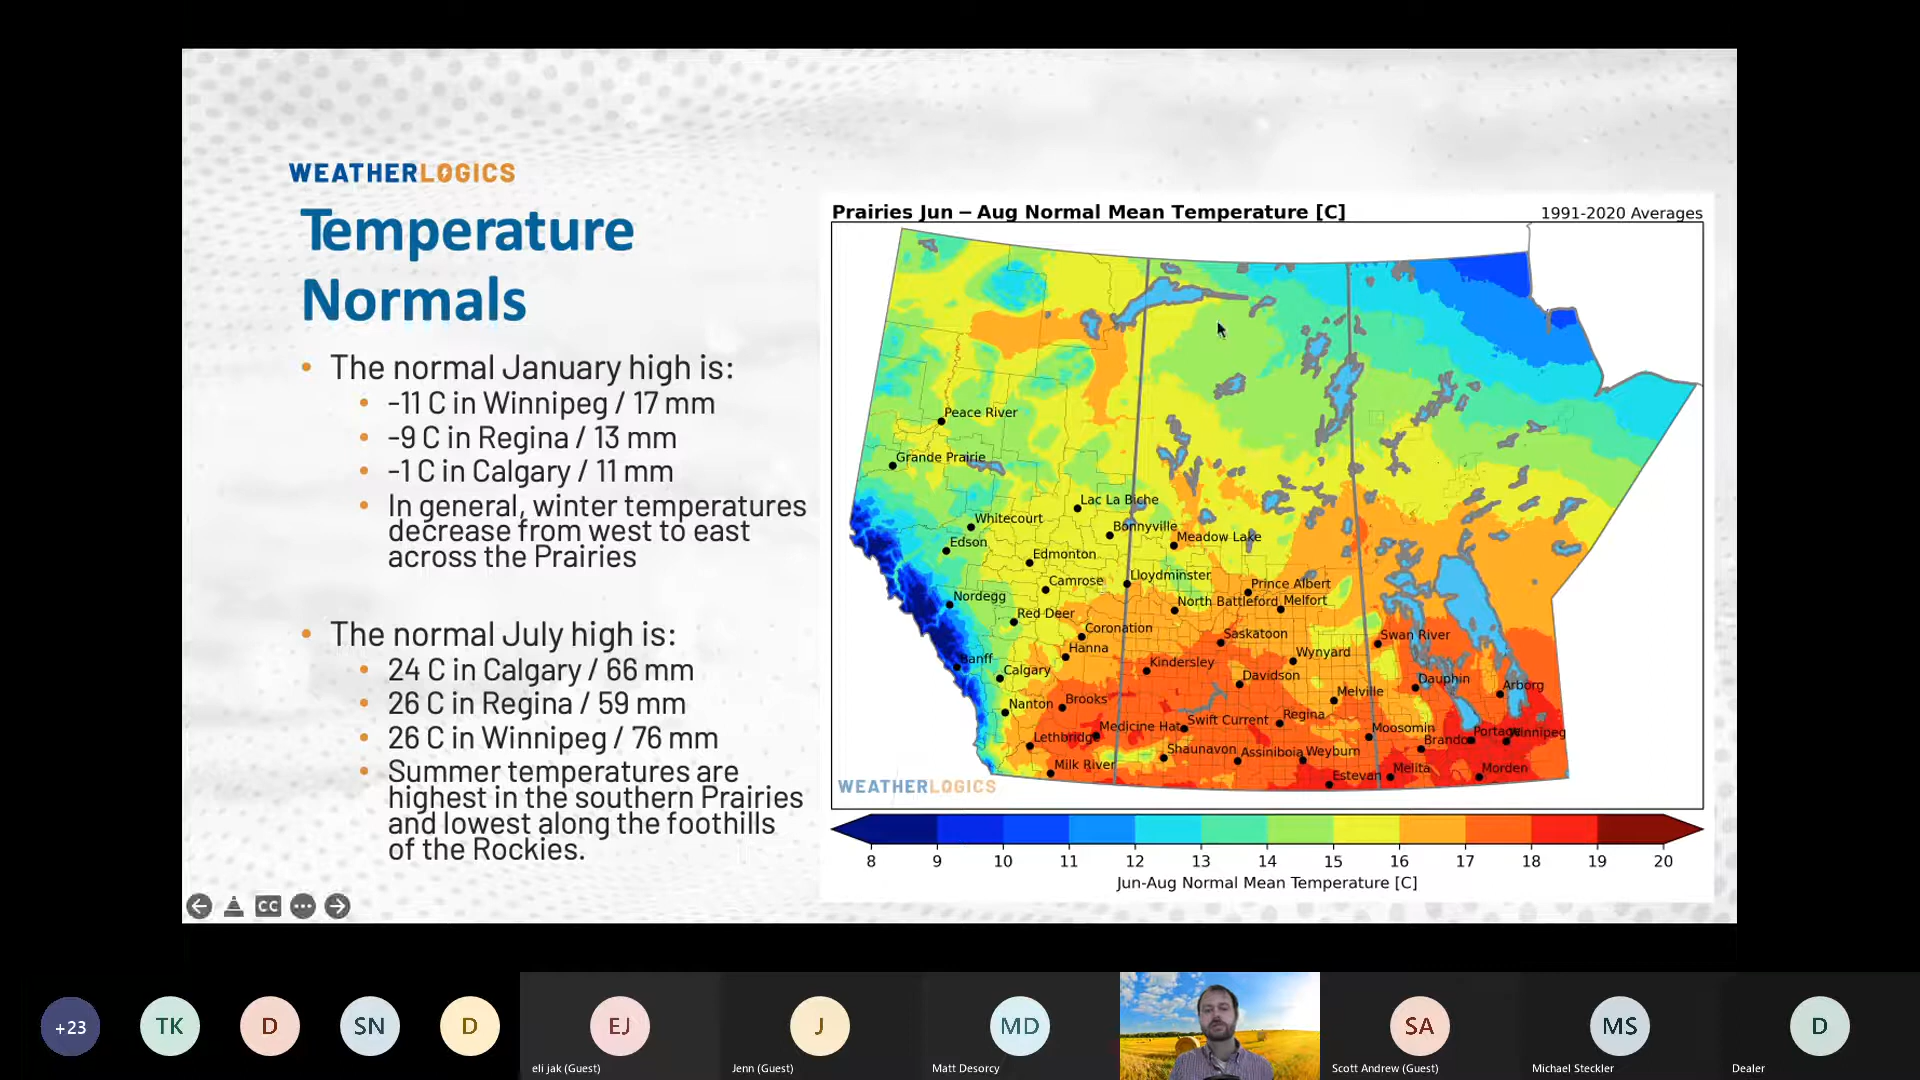 WEATHERLOGICS
Temperature
Normals
• The normal January high is:
• -11 C in Winnipeg / 17 mm
• -9 C in Regina / 13 mm
• -1 C in Calgary / 11 mm
• In general, winter temperatures
decrease from west to east
across the Prairies
• The normal July high is:
• 24 C in Calgary / 66 mm
• 26 C in Regina / 59 mm
• 26 C in Winnipeg / 76 mm
• Summer temperatures are
highest in the southern Prairies
and lowest along the foothills
of the Rockies.
Prairies Jun – Aug Normal Mean Temperature [C]
1991-2020 Averages
Peace River
Grande Prairie
Lac La Biche
Whitecourt
Bonnyville
Meadow Lake
Edson
Edmonton
Lloydminster
Camrose
Prince Albert
Nordegg
North Battleford
Melfort
Red Deer
Coronation
Saskatoon
Swan River
Hanna
Wynyard
Banff
Kindersley
Calgary
Davidson
Dauphin
Arborg
Melville
Brooks
Nanton
Regina
Medicine Hat
Swift Current
Moosomin
Portage
Winnipeg
Lethbridge
Brando
Shaunavon
Assiniboia
Weyburn
Milk River
Estevan
Melita
Morden
WEATHERLOGICS
8 9 10 11 12 13 14 15 16 17 18 19 20
Jun-Aug Normal Mean Temperature [C]
CC
+23
TK
D
SN
D
EJ
J
MD
SA
MS
D
eli jak (Guest)
Jenn (Guest)
Matt Desorcy
Scott Andrew (Guest)
Michael Steckler
Dealer